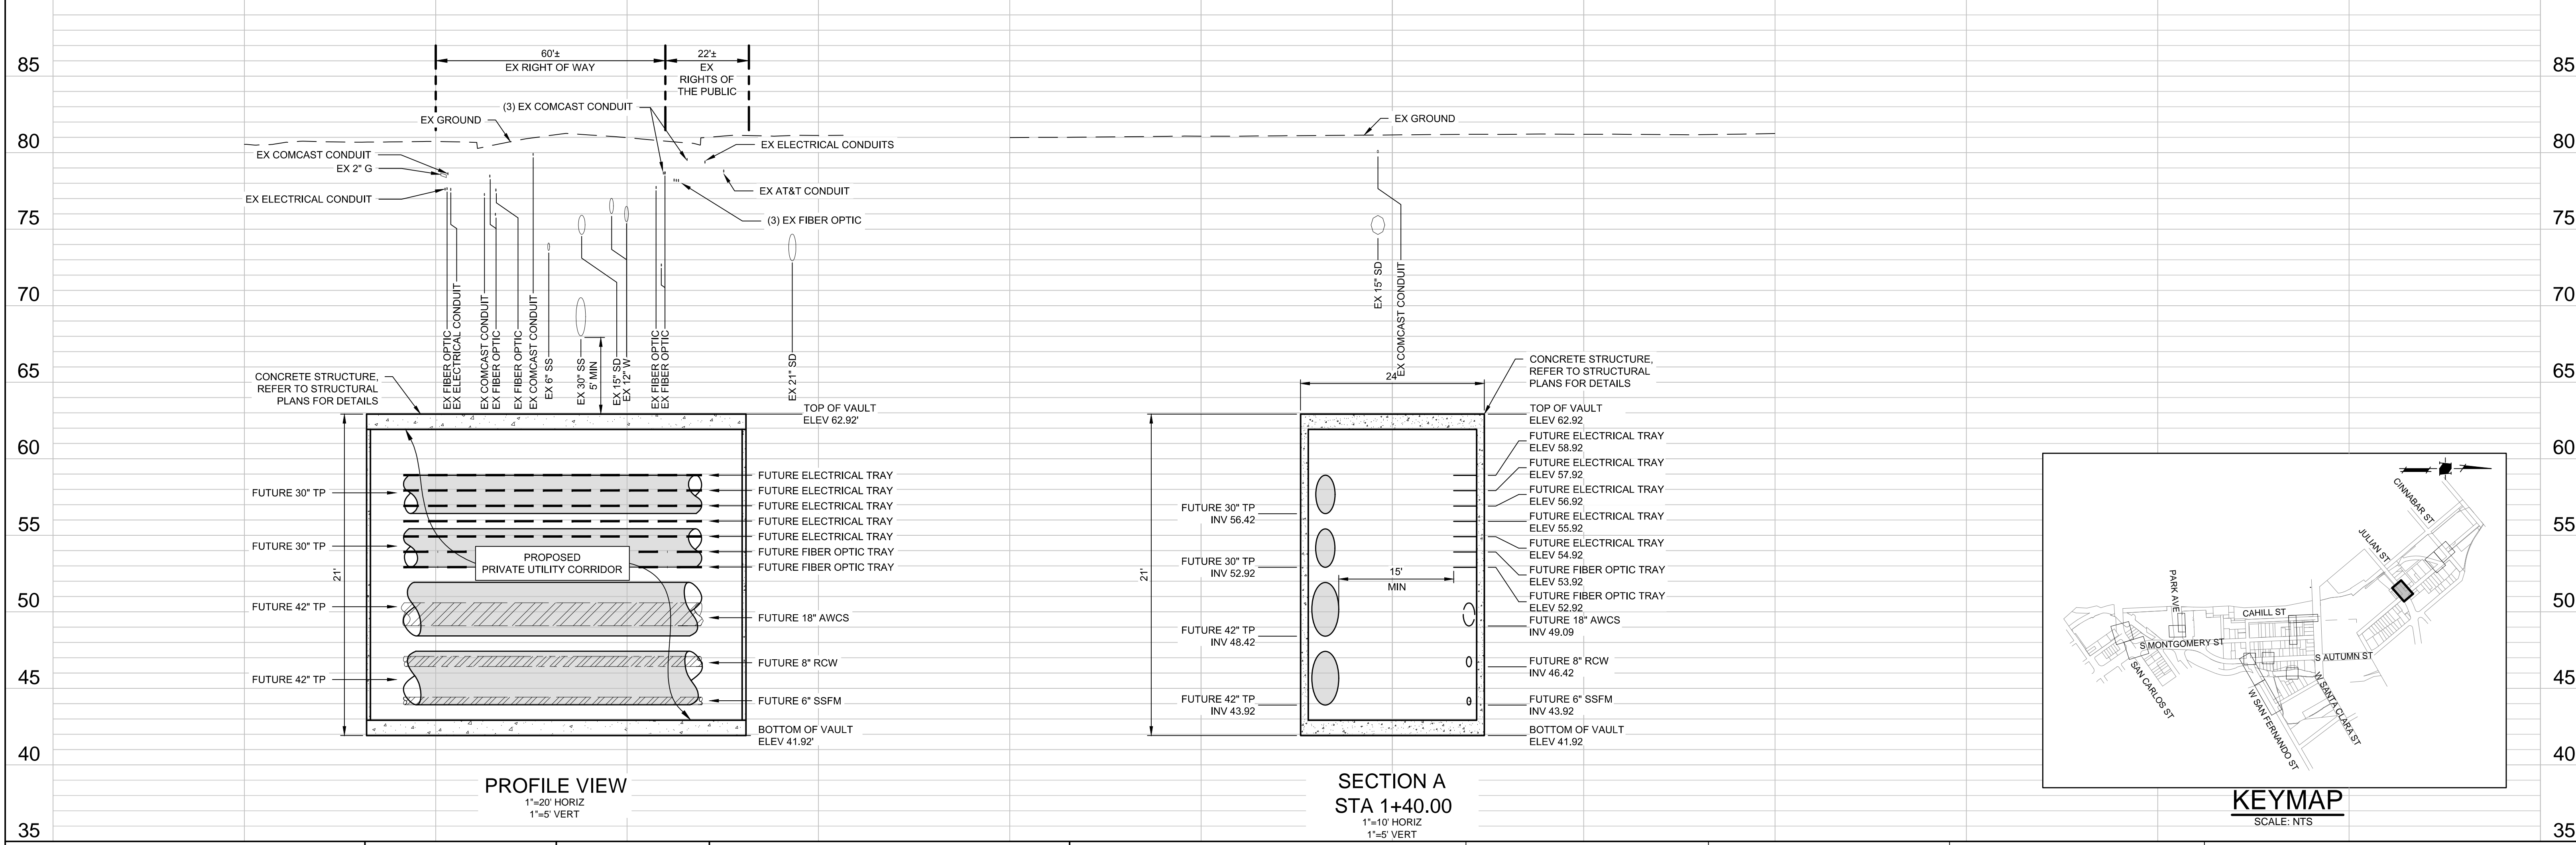 85
80
75
70
65
60
55
50
45
40
35
60'±
EX RIGHT OF WAY
22'±
EX
RIGHTS OF
THE PUBLIC
(3) EX COMCAST CONDUIT
EX GROUND
EX COMCAST CONDUIT
EX 2" G
EX ELECTRICAL CONDUIT
EX ELECTRICAL CONDUITS
EX AT&T CONDUIT
(3) EX FIBER OPTIC
EX FIBER OPTIC
EX ELECTRICAL CONDUIT
EX COMCAST CONDUIT
EX FIBER OPTIC
EX FIBER OPTIC
EX COMCAST CONDUIT
EX 6" SS
EX 30" SS
5' MIN
EX 15" SD
EX 12" W
EX FIBER OPTIC
EX FIBER OPTIC
EX 21" SD
CONCRETE STRUCTURE,
REFER TO STRUCTURAL
PLANS FOR DETAILS
TOP OF VAULT
ELEV 62.92'
21'
FUTURE 30" TP
FUTURE 30" TP
FUTURE 42" TP
FUTURE 42" TP
PROPOSED
PRIVATE UTILITY CORRIDOR
FUTURE ELECTRICAL TRAY
FUTURE ELECTRICAL TRAY
FUTURE ELECTRICAL TRAY
FUTURE ELECTRICAL TRAY
FUTURE ELECTRICAL TRAY
FUTURE FIBER OPTIC TRAY
FUTURE FIBER OPTIC TRAY
FUTURE 18" AWCS
FUTURE 8" RCW
FUTURE 6" SSFM
BOTTOM OF VAULT
ELEV 41.92'
PROFILE VIEW
1"=20' HORIZ
1"=5' VERT
EX GROUND
EX 15" SD
EX COMCAST CONDUIT
24'
CONCRETE STRUCTURE,
REFER TO STRUCTURAL
PLANS FOR DETAILS
21'
FUTURE 30" TP
INV 56.42
FUTURE 30" TP
INV 52.92
FUTURE 42" TP
INV 48.42
FUTURE 42" TP
INV 43.92
15'
MIN
TOP OF VAULT
ELEV 62.92
FUTURE ELECTRICAL TRAY
ELEV 58.92
FUTURE ELECTRICAL TRAY
ELEV 57.92
FUTURE ELECTRICAL TRAY
ELEV 56.92
FUTURE ELECTRICAL TRAY
ELEV 55.92
FUTURE ELECTRICAL TRAY
ELEV 54.92
FUTURE FIBER OPTIC TRAY
ELEV 53.92
FUTURE FIBER OPTIC TRAY
ELEV 52.92
FUTURE 18" AWCS
INV 49.09
FUTURE 8" RCW
INV 46.42
FUTURE 6" SSFM
INV 43.92
BOTTOM OF VAULT
ELEV 41.92
SECTION A
STA 1+40.00
1"=10' HORIZ
1"=5' VERT
CINNABAR ST
JULIAN ST
PARK AVE
CAHILL ST
S MONTGOMERY ST
S AUTUMN ST
SAN CARLOS ST
W SAN FERNANDO ST
W SANTA CLARA ST
KEYMAP
SCALE: NTS
85
80
75
70
65
60
55
50
45
40
35